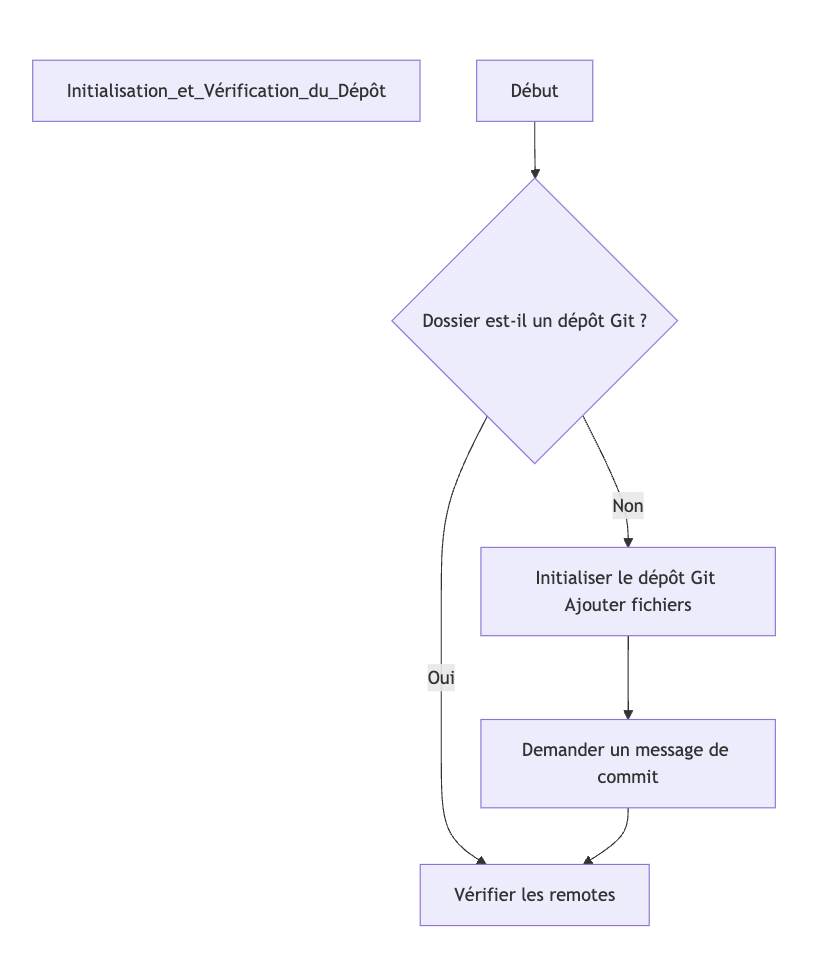 Initialisation_et_Vérification_du_Dépôt
Début
Dossier est-il un dépôt Git ?
Non
Initialiser le dépôt Git
Ajouter fichiers
Oui
Demander un message de
commit
Vérifier les remotes